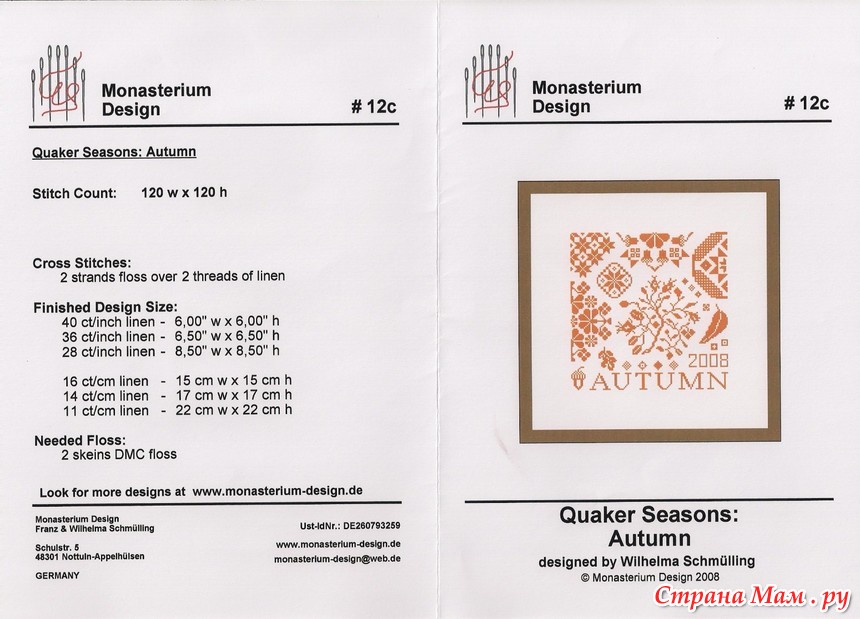 Monasterium
Design
# 12c
Quaker Seasons: Autumn
Stitch Count: 120 w x 120 h
Cross Stitches:
2 strands floss over 2 threads of linen
Finished Design Size:
40 ct/inch linen - 6,00" w x 6,00" h
36 ct/inch linen - 6,50" w x 6,50" h
28 ct/inch linen - 8,50" w x 8,50" h
16 ct/cm linen - 15 cm w x 15 cm h
14 ct/cm linen - 17 cm w x 17 cm h
11 ct/cm linen - 22 cm w x 22 cm h
Needed Floss:
2 skeins DMC floss
Look for more designs at www.monasterium-design.de
Monasterium Design
Franz & Wilhelma Schmülling
Schulstr. 5
48301 Nottuln-Appelhülsen
GERMANY
Ust-IdNr.: DE260793259
www.monasterium-design.de
monasterium-design@web.de
Monasterium
Design
# 12c
2008
AUTUMN
Quaker Seasons:
Autumn
designed by Wilhelma Schmülling
© Monasterium Design 2008
Страна Мам.ру